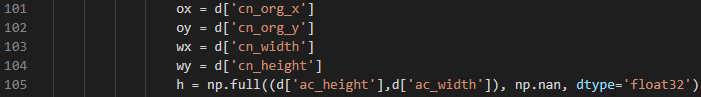 101 ox = d['cn_org_x']
102 oy = d['cn_org_y']
103 wx = d['cn_width']
104 wy = d['cn_height']
105 h = np.full((d['ac_height'],d['ac_width']), np.nan, dtype='float32')